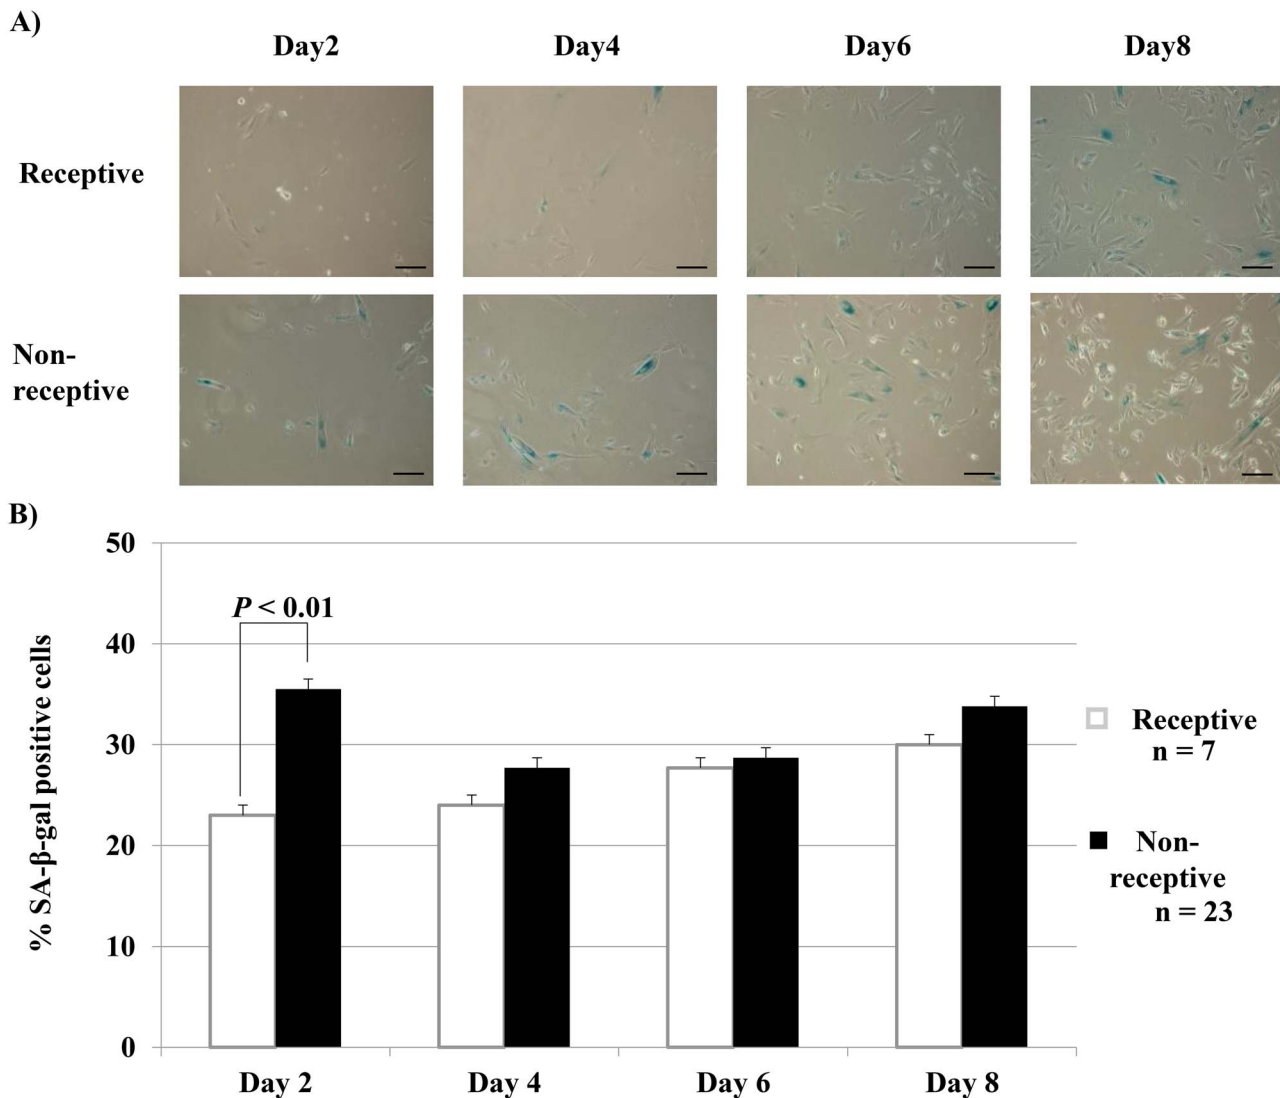 A)
Day2
Day4
Day6
Day8
Receptive
Non-
receptive
B)
50
40
30
20
10
0
% SA-β-gal positive cells
P < 0.01
Day 2
Day 4
Day 6
Day 8
Receptive
n = 7
Non-
receptive
n = 23